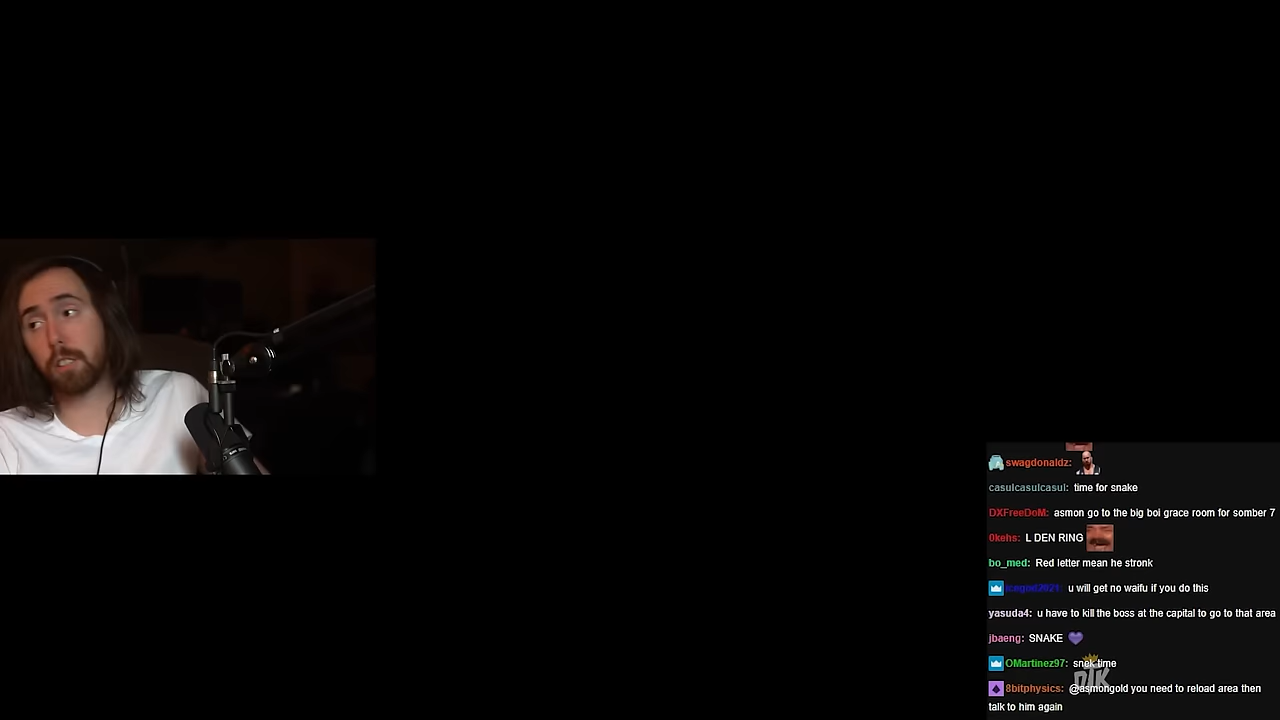 swagdonaldz:
casulcasulcasul: time for snake
DXFreeDoM: asmon go to the big boi grace room for somber 7
0kehs: L DEN RING
bo_med: Red letter mean he stronk
u will get no waifu if you do this
yasuda4: u have to kill the boss at the capital to go to that area
jbaeng: SNAKE
OMartinez97: snek time
8bitphysics: @asmongold you need to reload area then
talk to him again